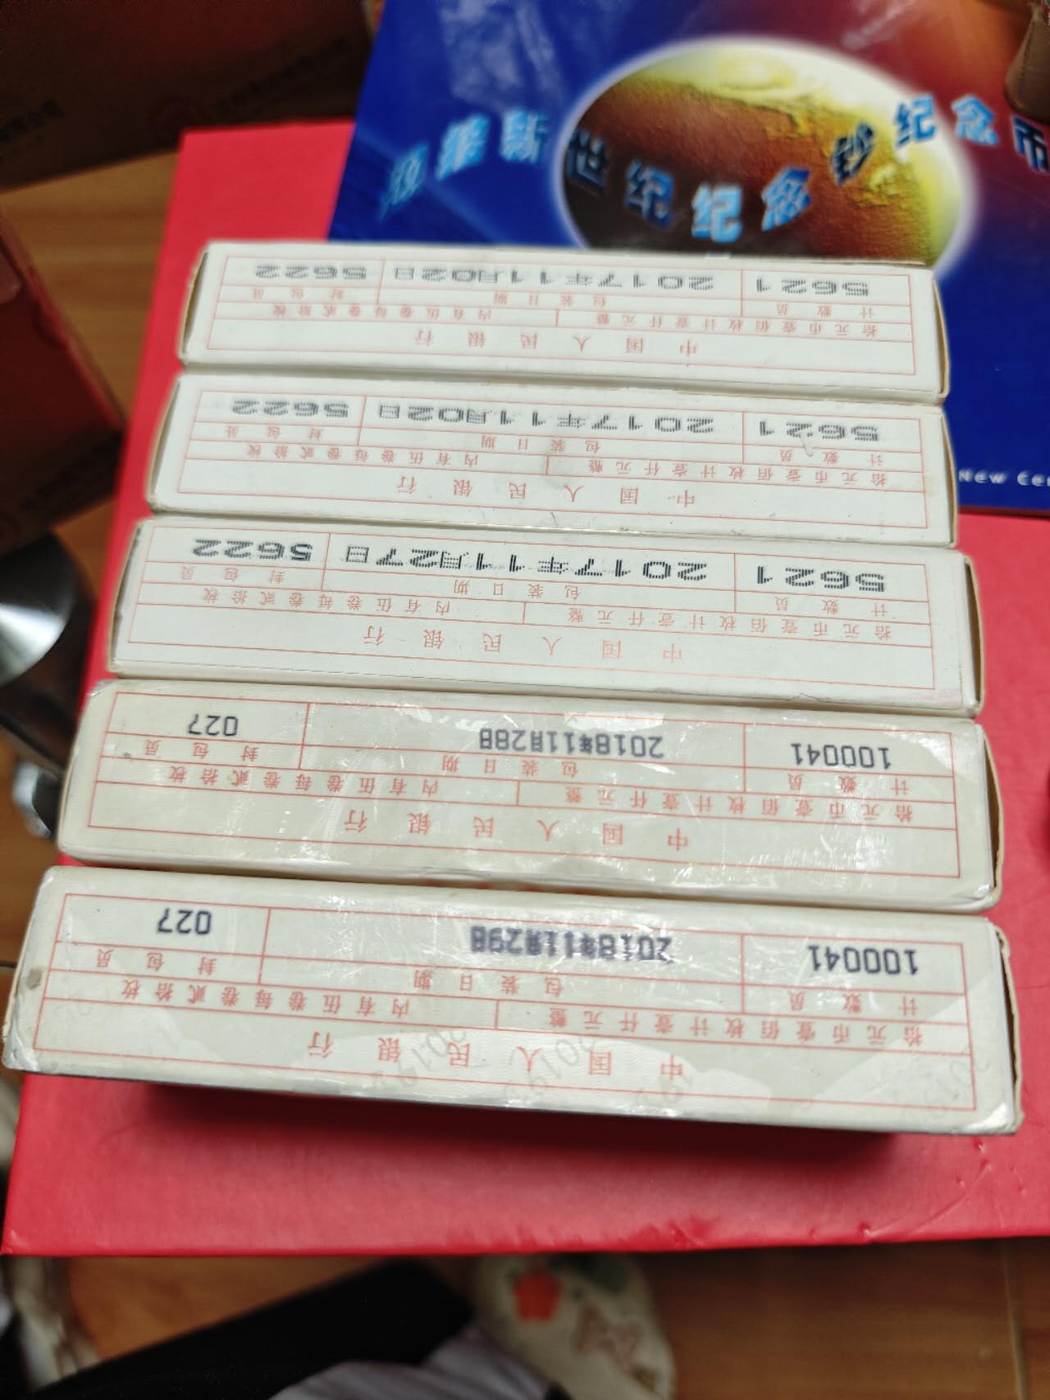 迎接新世纪纪念钞纪念币
New Cen
中国人民银行
拾元币壹佰枚计壹仟元整 内有伍卷每卷贰拾枚
计数员 包装日期 封包员
5621 2017年11月02日 5622
中国人民银行
拾元币壹佰枚计壹仟元整 内有伍卷每卷贰拾枚
计数员 包装日期 封包员
5621 2017年11月02日 5622
中国人民银行
拾元币壹佰枚计壹仟元整 内有伍卷每卷贰拾枚
计数员 包装日期 封包员
5621 2017年11月27日 5622
中国人民银行
拾元币壹佰枚计壹仟元整 内有伍卷每卷贰拾枚
计数员 包装日期 封包员
100041 2018年11月28日 027
中国人民银行
拾元币壹佰枚计壹仟元整 内有伍卷每卷贰拾枚
计数员 包装日期 封包员
100041 2018年11月29日 027